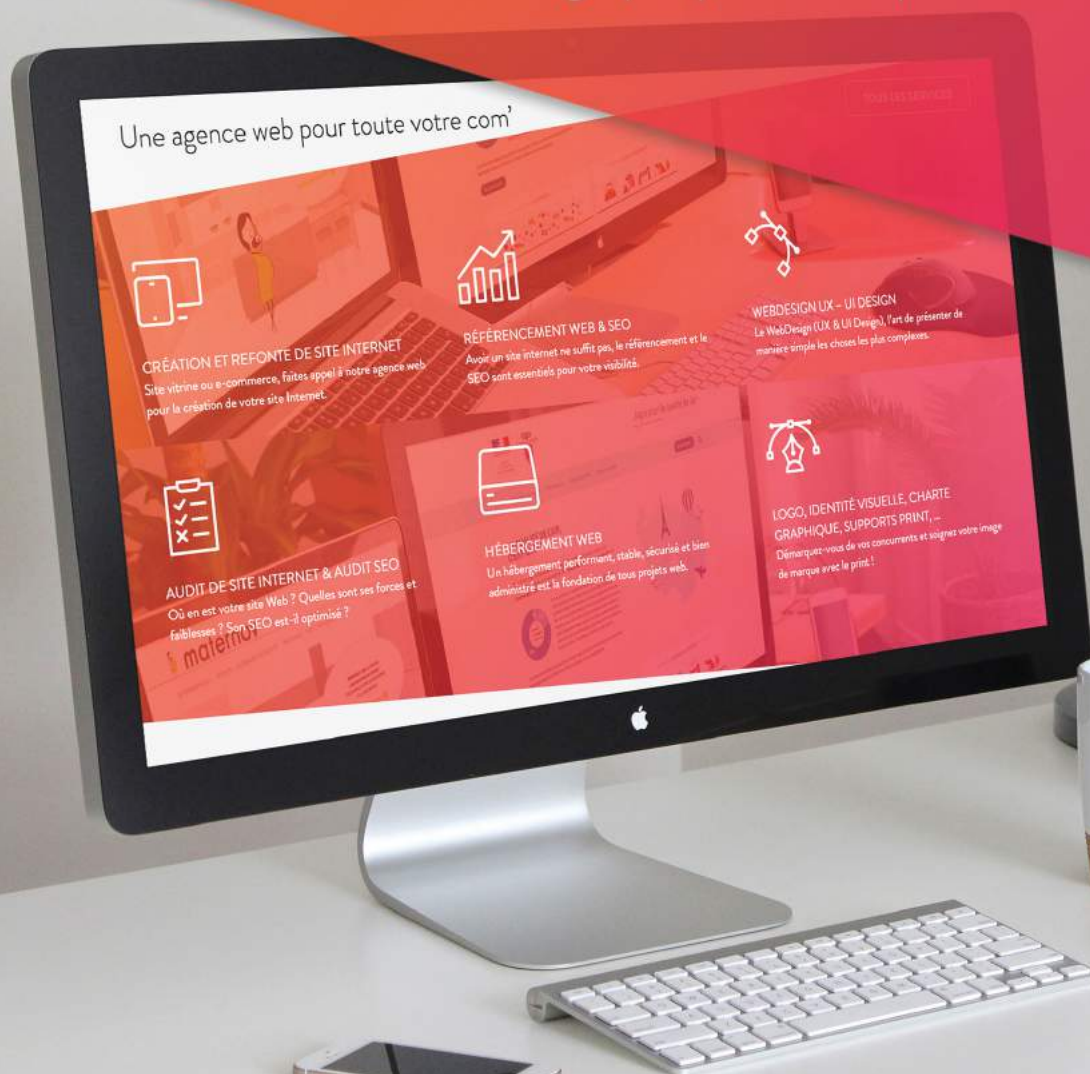 Une agence web pour toute votre com'
TOUS LES SERVICES
CRÉATION ET REFONTE DE SITE INTERNET
Site vitrine ou e-commerce, faites appel à notre agence web
pour la création de votre site Internet.
RÉFÉRENCEMENT WEB & SEO
Avoir un site internet ne suffit pas, le référencement et le
SEO sont essentiels pour votre visibilité.
WEBDESIGN UX – UI DESIGN
Le WebDesign (UX & UI Design), l'art de présenter de
manière simple les choses les plus complexes.
AUDIT DE SITE INTERNET & AUDIT SEO
Où en est votre site Web ? Quelles sont ses forces et
faiblesses ? Son SEO est-il optimisé ?
HÉBERGEMENT WEB
Un hébergement performant, stable, sécurisé et bien
administré est la fondation de tous projets web.
LOGO, IDENTITÉ VISUELLE, CHARTE
GRAPHIQUE, SUPPORTS PRINT, ...
Démarquez-vous de vos concurrents et soignez votre image
de marque avec le print !